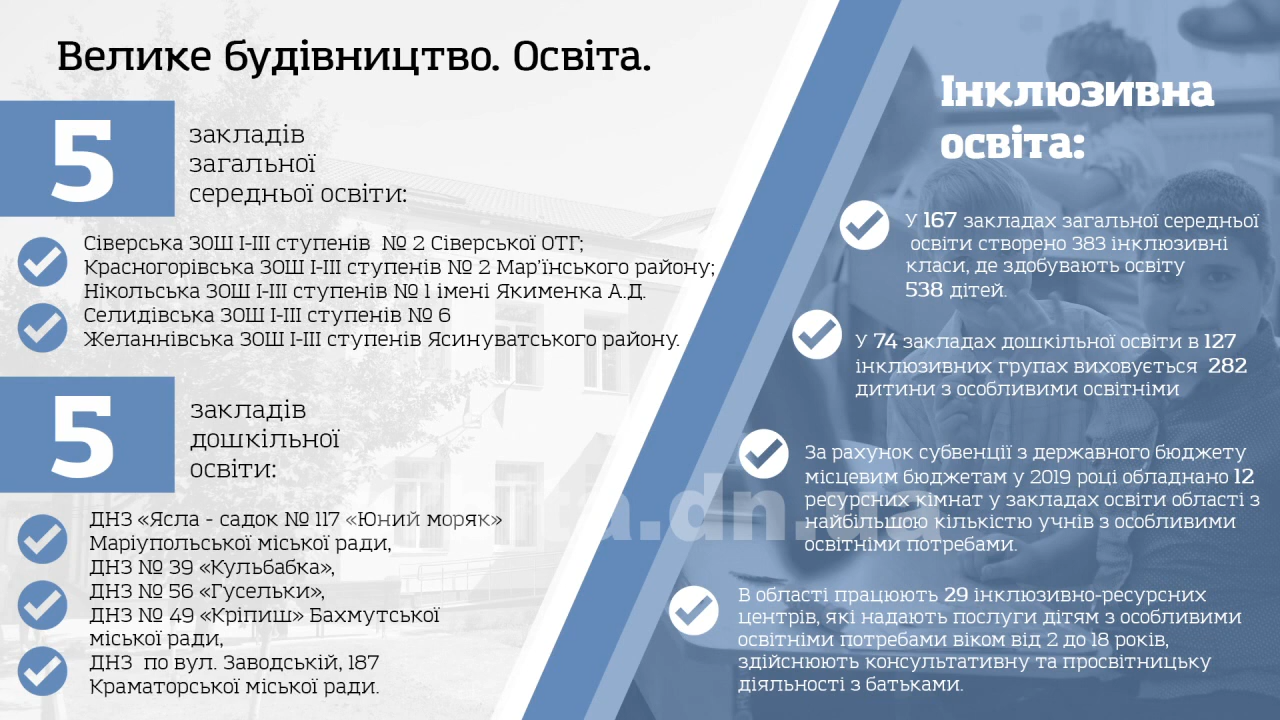 Велике будівництво. Освіта.
5
закладів
загальної
середньої освіти:
Сіверська ЗОШ І-ІІІ ступенів № 2 Сіверської ОТГ;
Красногорівська ЗОШ І-ІІІ ступенів № 2 Мар’їнського району;
Нікольська ЗОШ І-ІІІ ступенів № 1 імені Якименка А.Д.
Селидівська ЗОШ І-ІІІ ступенів № 6
Желаннівська ЗОШ І-ІІІ ступенів Ясинуватського району.
5
закладів
дошкільної
освіти:
ДНЗ «Ясла - садок № 117 «Юний моряк»
Маріупольської міської ради,
ДНЗ № 39 «Кульбабка»,
ДНЗ № 56 «Гусельки»,
ДНЗ № 49 «Кріпиш» Бахмутської
міської ради,
ДНЗ по вул. Заводській, 187
Краматорської міської ради.
Інклюзивна
освіта:
У 167 закладах загальної середньої
освіти створено 383 інклюзивні
класи, де здобувають освіту
538 дітей.
У 74 закладах дошкільної освіти в 127
інклюзивних групах виховується 282
дитини з особливими освітніми
За рахунок субвенції з державного бюджету
місцевим бюджетам у 2019 році обладнано 12
ресурсних кімнат у закладах освіти області з
найбільшою кількістю учнів з особливими
освітніми потребами.
В області працюють 29 інклюзивно-ресурсних
центрів, які надають послуги дітям з особливими
освітніми потребами віком від 2 до 18 років,
здійснюють консультативну та просвітницьку
діяльності з батьками.